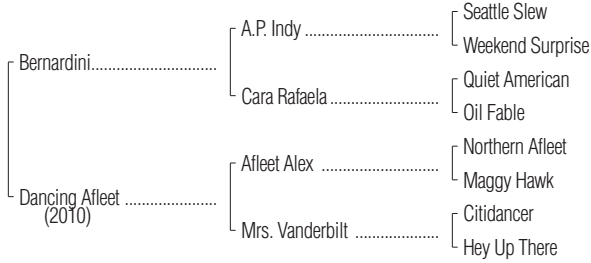 Seattle Slew
A.P. Indy ...........................
Weekend Surprise
Bernardini.........................
Quiet American
Cara Rafaela ......................
Oil Fable
Northern Afleet
Afleet Alex ........................
Maggy Hawk
Dancing Afleet ..................
(2010)
Citidancer
Mrs. Vanderbilt .................
Hey Up There